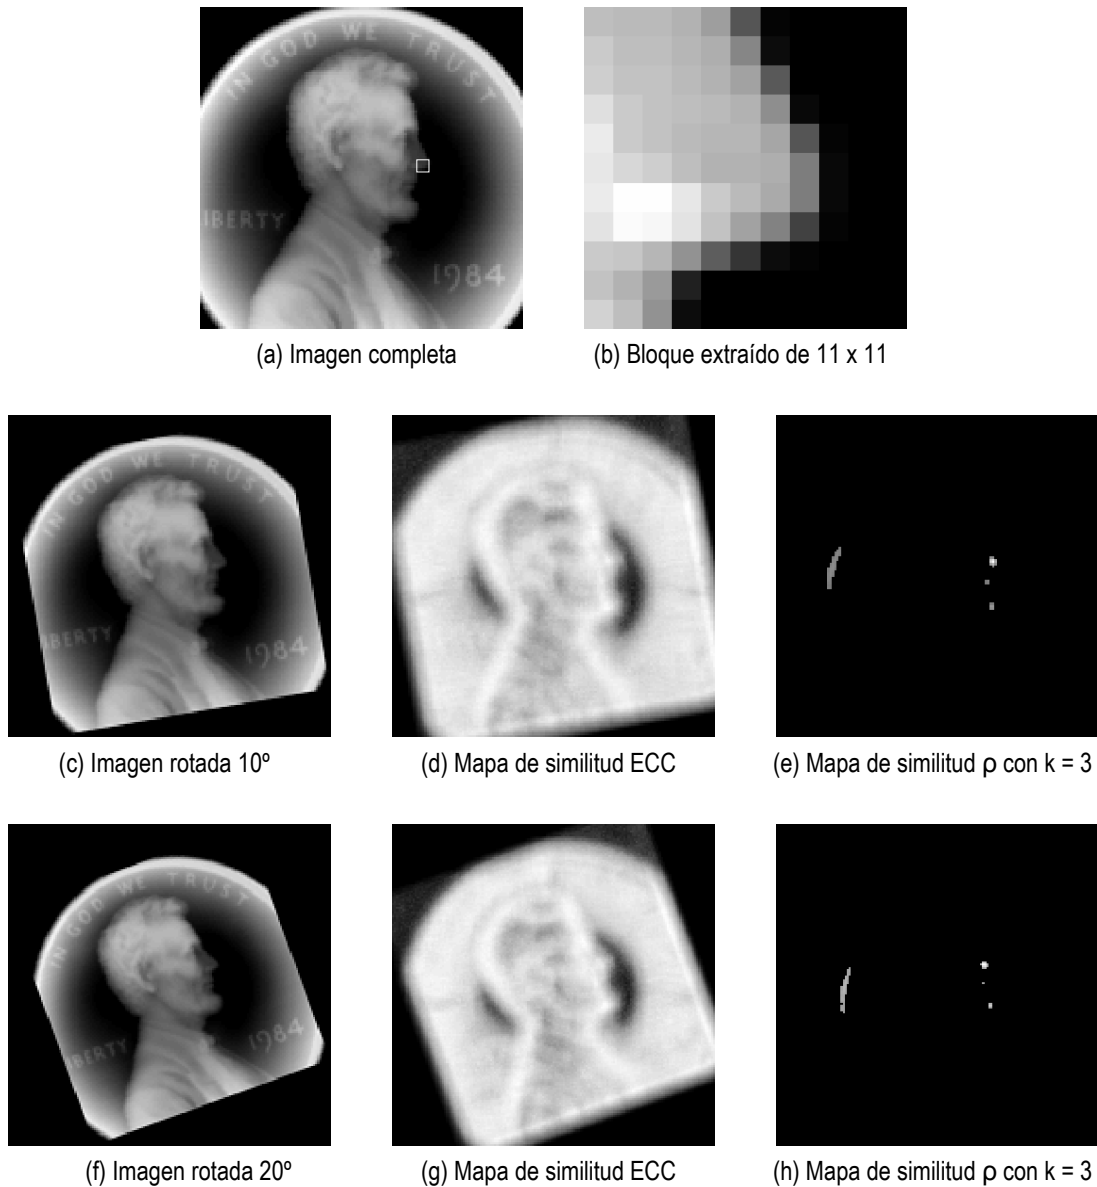 IN GOD WE TRUST
LIBERTY
1984
(a) Imagen completa
(b) Bloque extraído de 11 x 11
IN GOD WE TRUST
IBERTY
1984
(c) Imagen rotada 10º
(d) Mapa de similitud ECC
(e) Mapa de similitud ρ con k = 3
IN GOD WE TRUST
BERTY
1984
(f) Imagen rotada 20º
(g) Mapa de similitud ECC
(h) Mapa de similitud ρ con k = 3